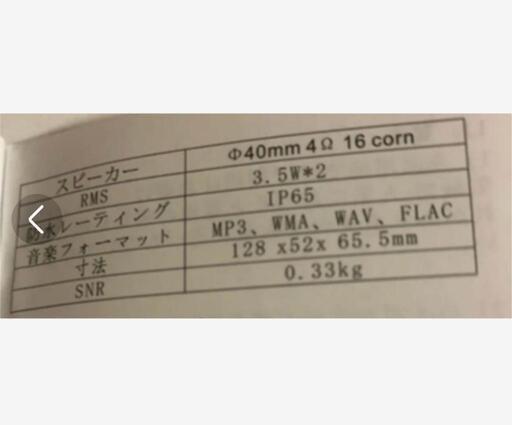 スピーカー Φ40mm 4Ω 16 corn
RMS 3.5W*2
防水レーティング IP65
音楽フォーマット MP3、WMA、WAV、FLAC
寸法 128 x52x 65.5mm
SNR 0.33kg